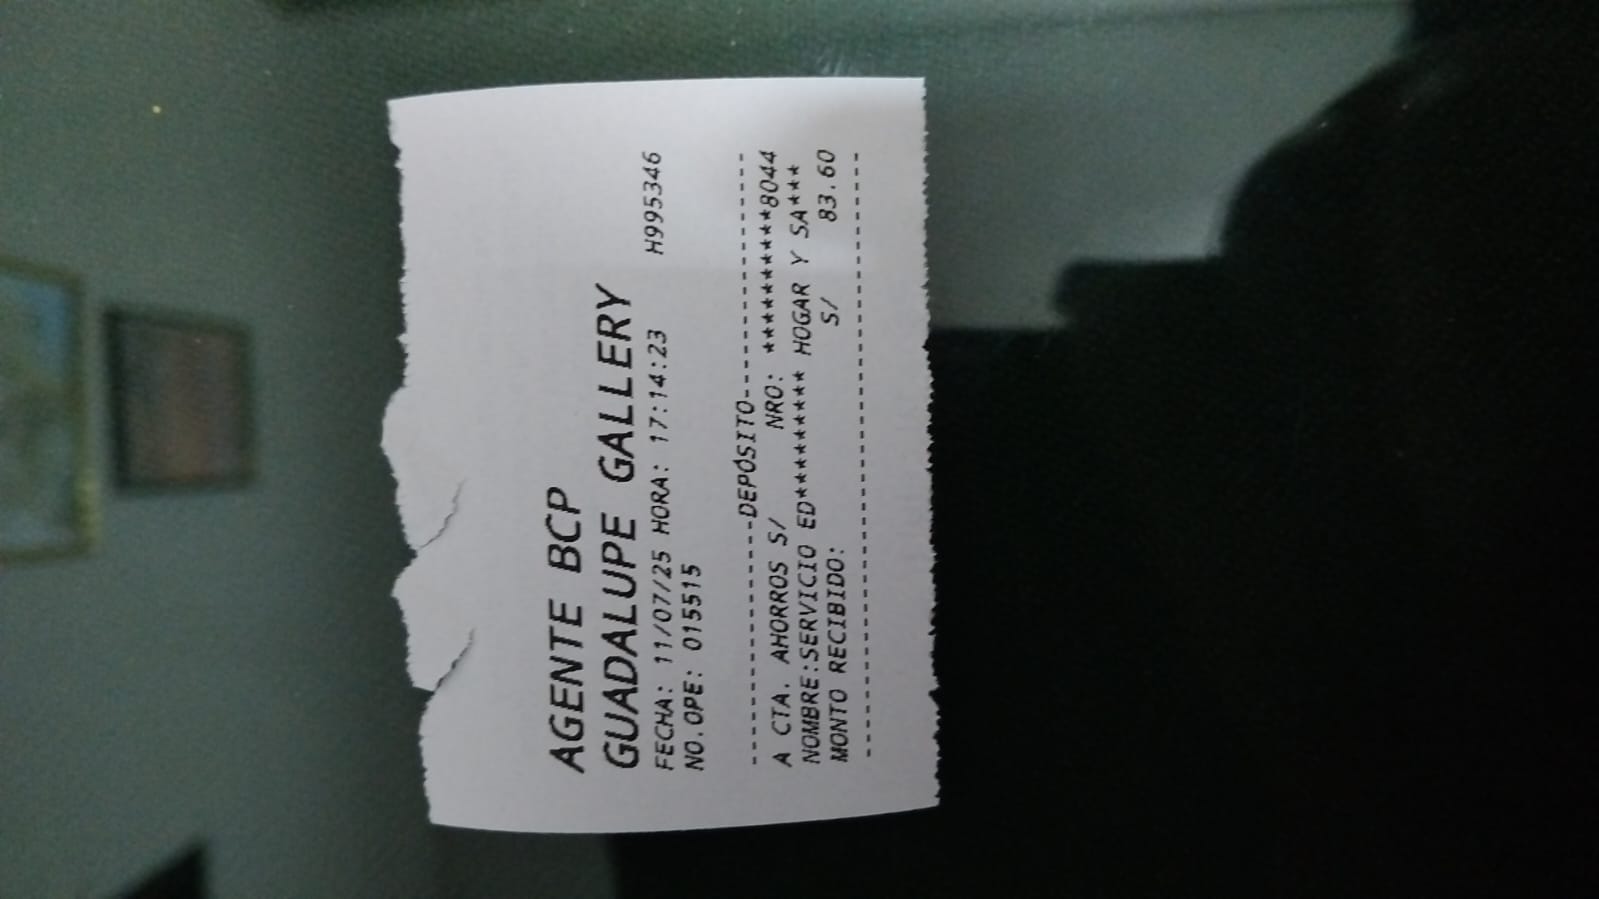 AGENTE BCP
GUADALUPE GALLERY
FECHA: 11/07/25 HORA: 17:14:23 H995346
NO.OPE: 015515
--------------DEPÓSITO--------------
A CTA. AHORROS S/ NRO: **********8044
NOMBRE:SERVICIO ED********* HOGAR Y SA***
MONTO RECIBIDO: S/ 83.60
------------------------------------